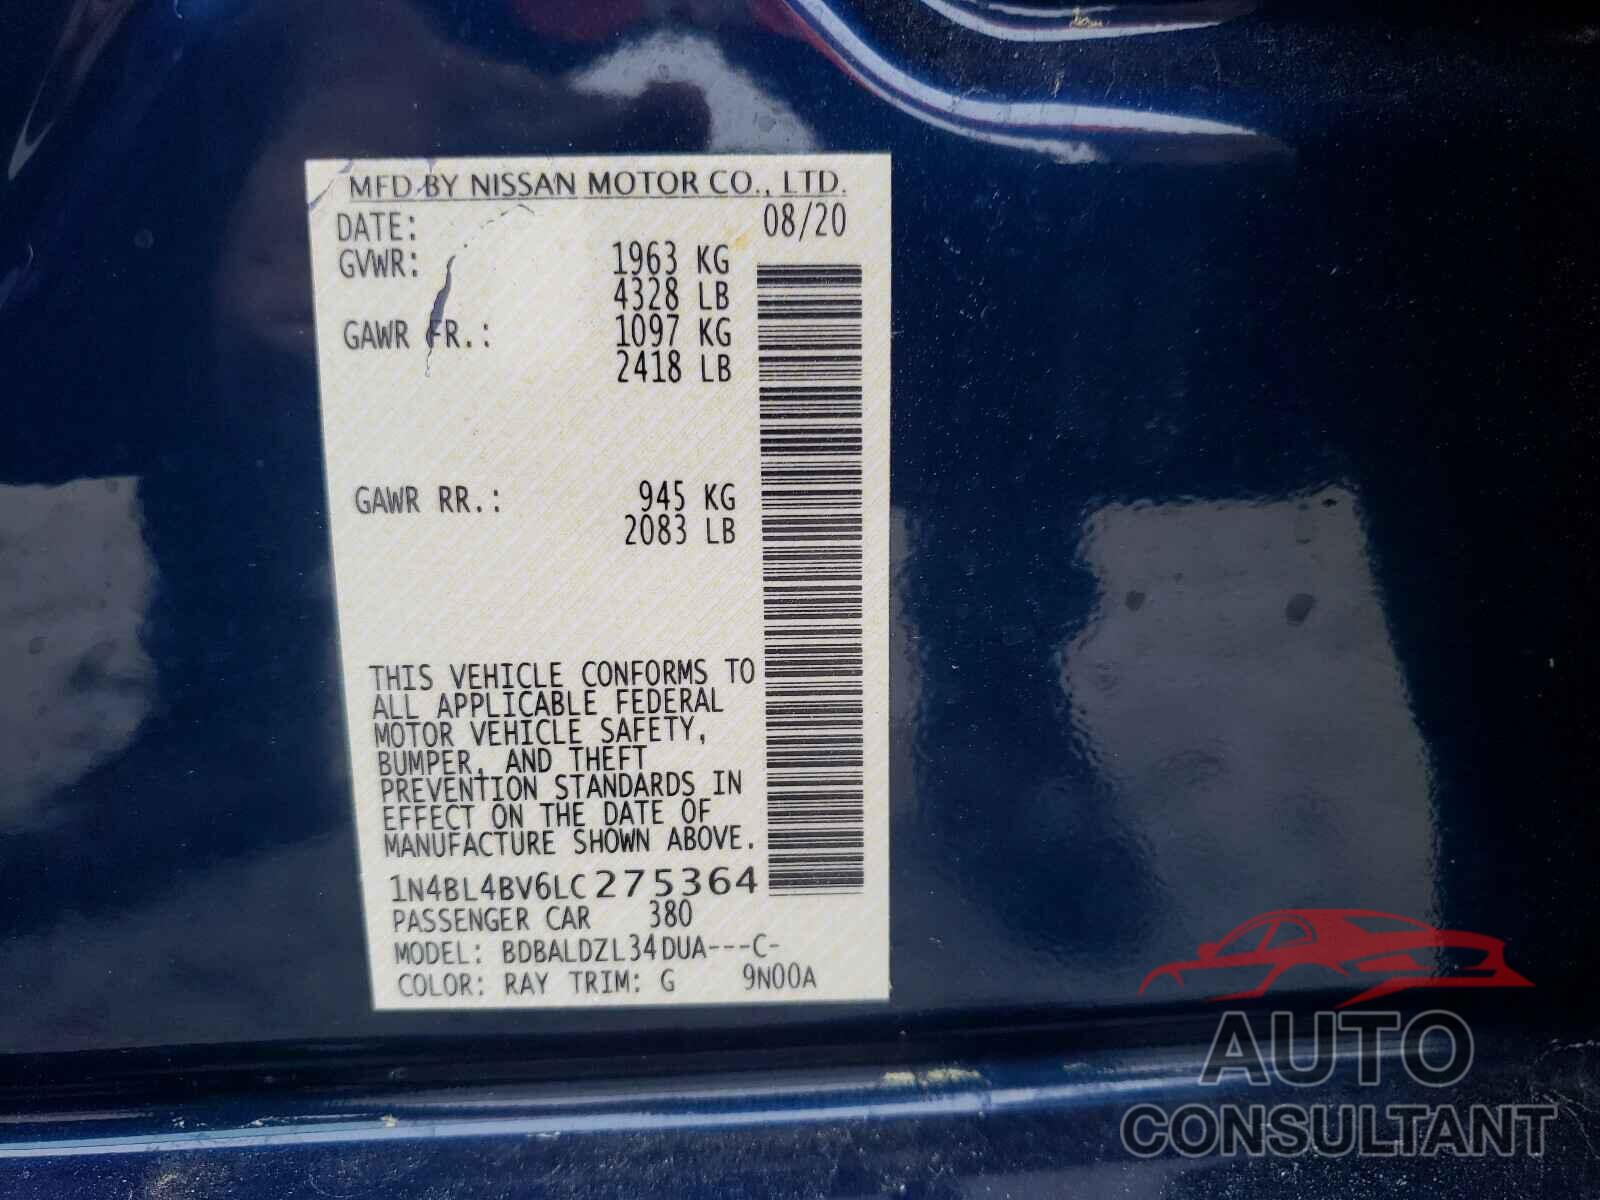 MFD BY NISSAN MOTOR CO., LTD.
DATE: 08/20
GVWR: 1963 KG
4328 LB
GAWR FR.: 1097 KG
2418 LB
GAWR RR.: 945 KG
2083 LB
THIS VEHICLE CONFORMS TO
ALL APPLICABLE FEDERAL
MOTOR VEHICLE SAFETY,
BUMPER, AND THEFT
PREVENTION STANDARDS IN
EFFECT ON THE DATE OF
MANUFACTURE SHOWN ABOVE.
1N4BL4BV6LC275364
PASSENGER CAR 380
MODEL: BDBALDZL34DUA---C-
COLOR: RAY TRIM: G 9N00A
AUTO
CONSULTANT